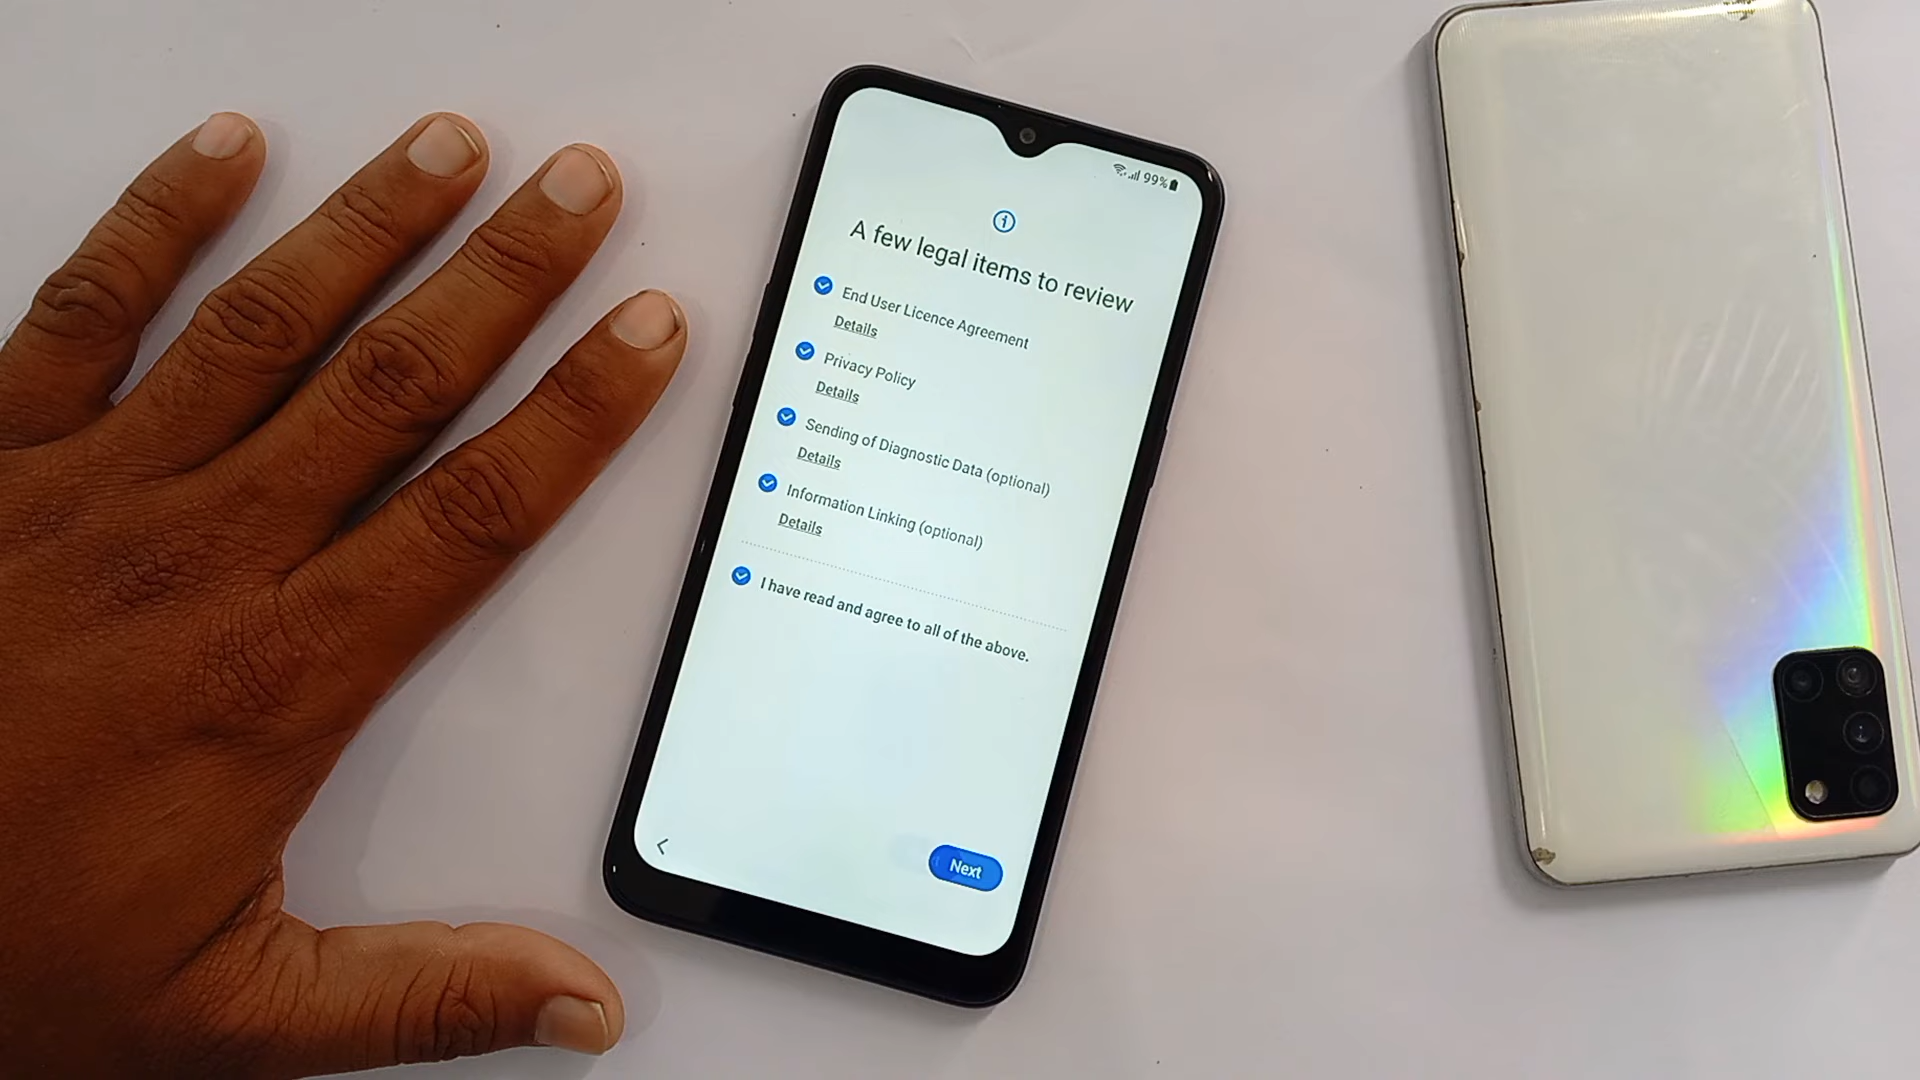 99%
A few legal items to review
End User Licence Agreement
Details
Privacy Policy
Details
Sending of Diagnostic Data (optional)
Details
Information Linking (optional)
Details
I have read and agree to all of the above.
Next